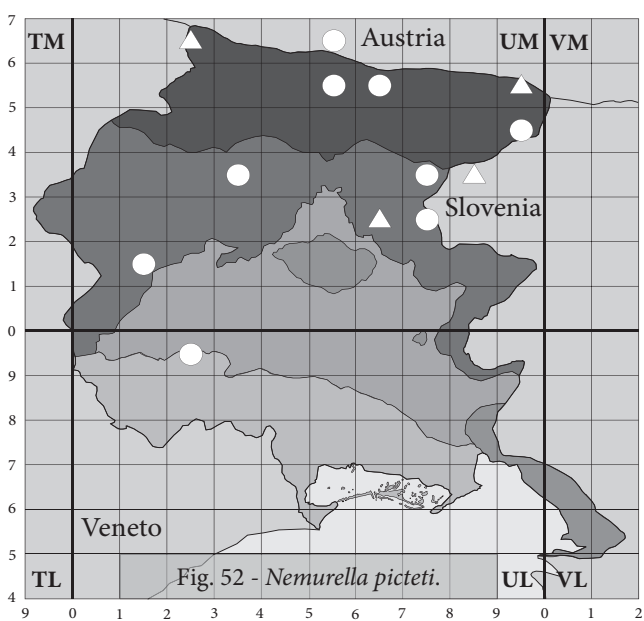 7
TM
Austria
UM VM
6
5
4
3
Slovenia
2
1
0
9
8
7
6
Veneto
5
TL
Fig. 52 - Nemurella picteti.
UL VL
4
9 0 1 2 3 4 5 6 7 8 9 0 1 2